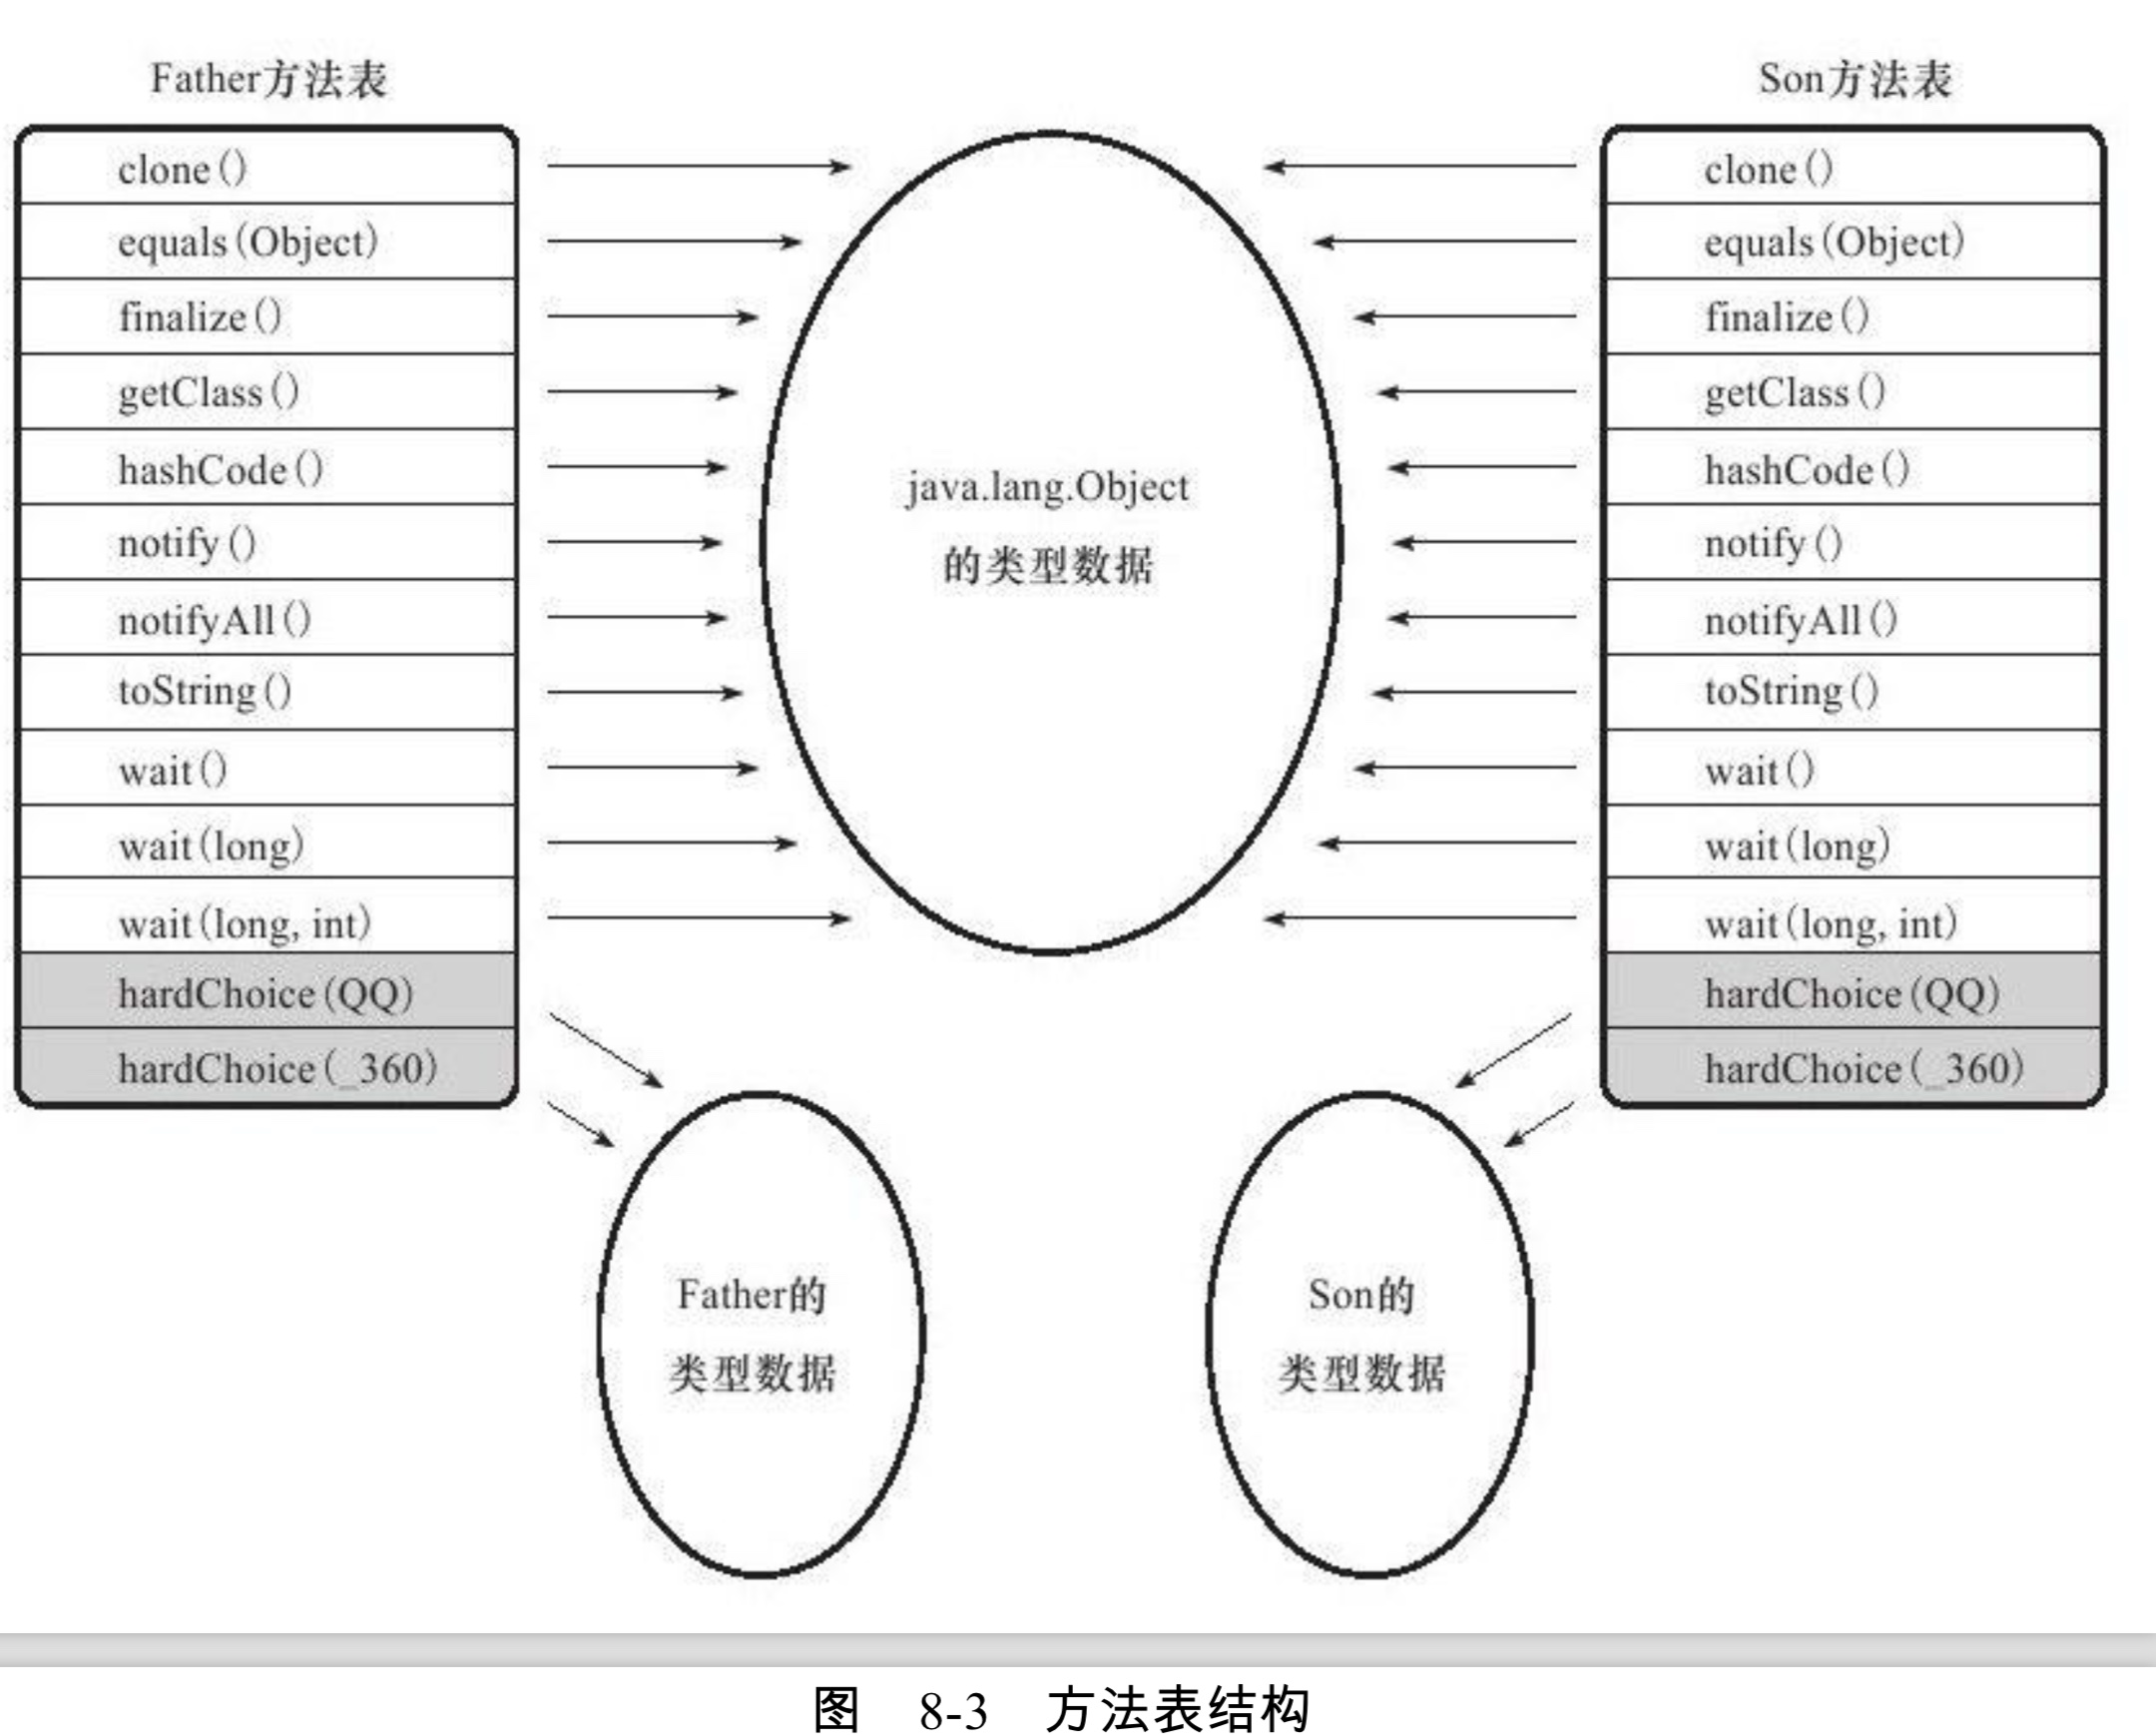 Father方法表
clone()
equals(Object)
finalize()
getClass()
hashCode()
notify()
notifyAll()
toString()
wait()
wait(long)
wait(long, int)
hardChoice(QQ)
hardChoice(_360)
java.lang.Object
的类型数据
Son方法表
clone()
equals(Object)
finalize()
getClass()
hashCode()
notify()
notifyAll()
toString()
wait()
wait(long)
wait(long, int)
hardChoice(QQ)
hardChoice(_360)
Father的
类型数据
Son的
类型数据
图 8-3 方法表结构